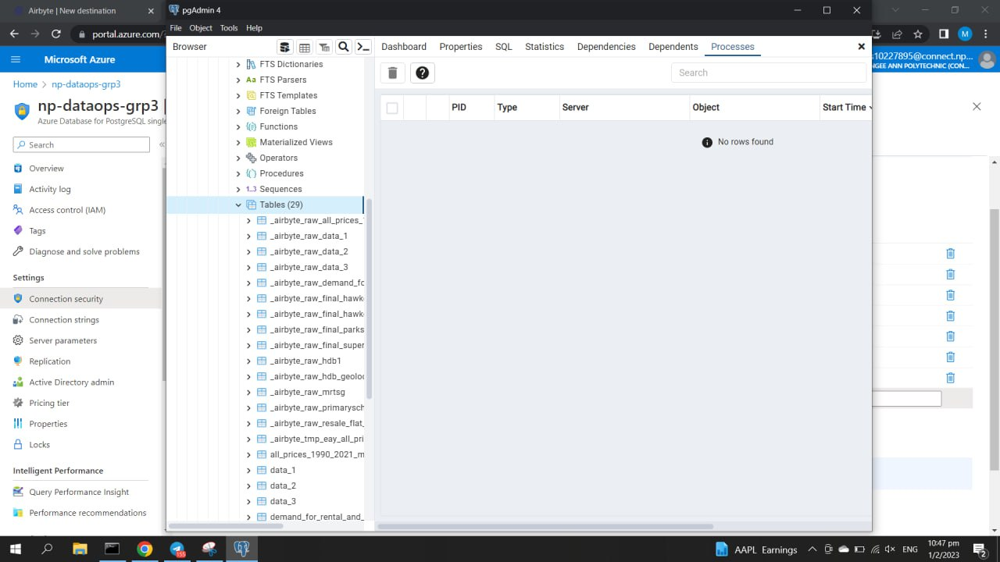 Airbyte | New destination
portal.azure.com/
M
Microsoft Azure
10227895@connect.np...
GEE ANN POLYTECHNIC (CON...
Home > np-dataops-grp3
np-dataops-grp3 |
Azure Database for PostgreSQL single
Search
Overview
Activity log
Access control (IAM)
Tags
Diagnose and solve problems
Settings
Connection security
Connection strings
Server parameters
Replication
Active Directory admin
Pricing tier
Properties
Locks
Intelligent Performance
Query Performance Insight
Performance recommendations
pgAdmin 4
File Object Tools Help
Browser
FTS Dictionaries
FTS Parsers
FTS Templates
Foreign Tables
Functions
Materialized Views
Operators
Procedures
1..3 Sequences
Tables (29)
_airbyte_raw_all_prices_
_airbyte_raw_data_1
_airbyte_raw_data_2
_airbyte_raw_data_3
_airbyte_raw_demand_fo
_airbyte_raw_final_hawk
_airbyte_raw_final_hawk
_airbyte_raw_final_parks
_airbyte_raw_final_super
_airbyte_raw_hdb1
_airbyte_raw_hdb_geoloc
_airbyte_raw_mrtsg
_airbyte_raw_primarysch
_airbyte_raw_resale_flat_
_airbyte_tmp_eay_all_pri
all_prices_1990_2021_m
data_1
data_2
data_3
demand_for_rental_and_
Dashboard Properties SQL Statistics Dependencies Dependents Processes
Search
PID Type Server Object Start Time
No rows found
155
AAPL Earnings
ENG
10:47 pm
1/2/2023
2